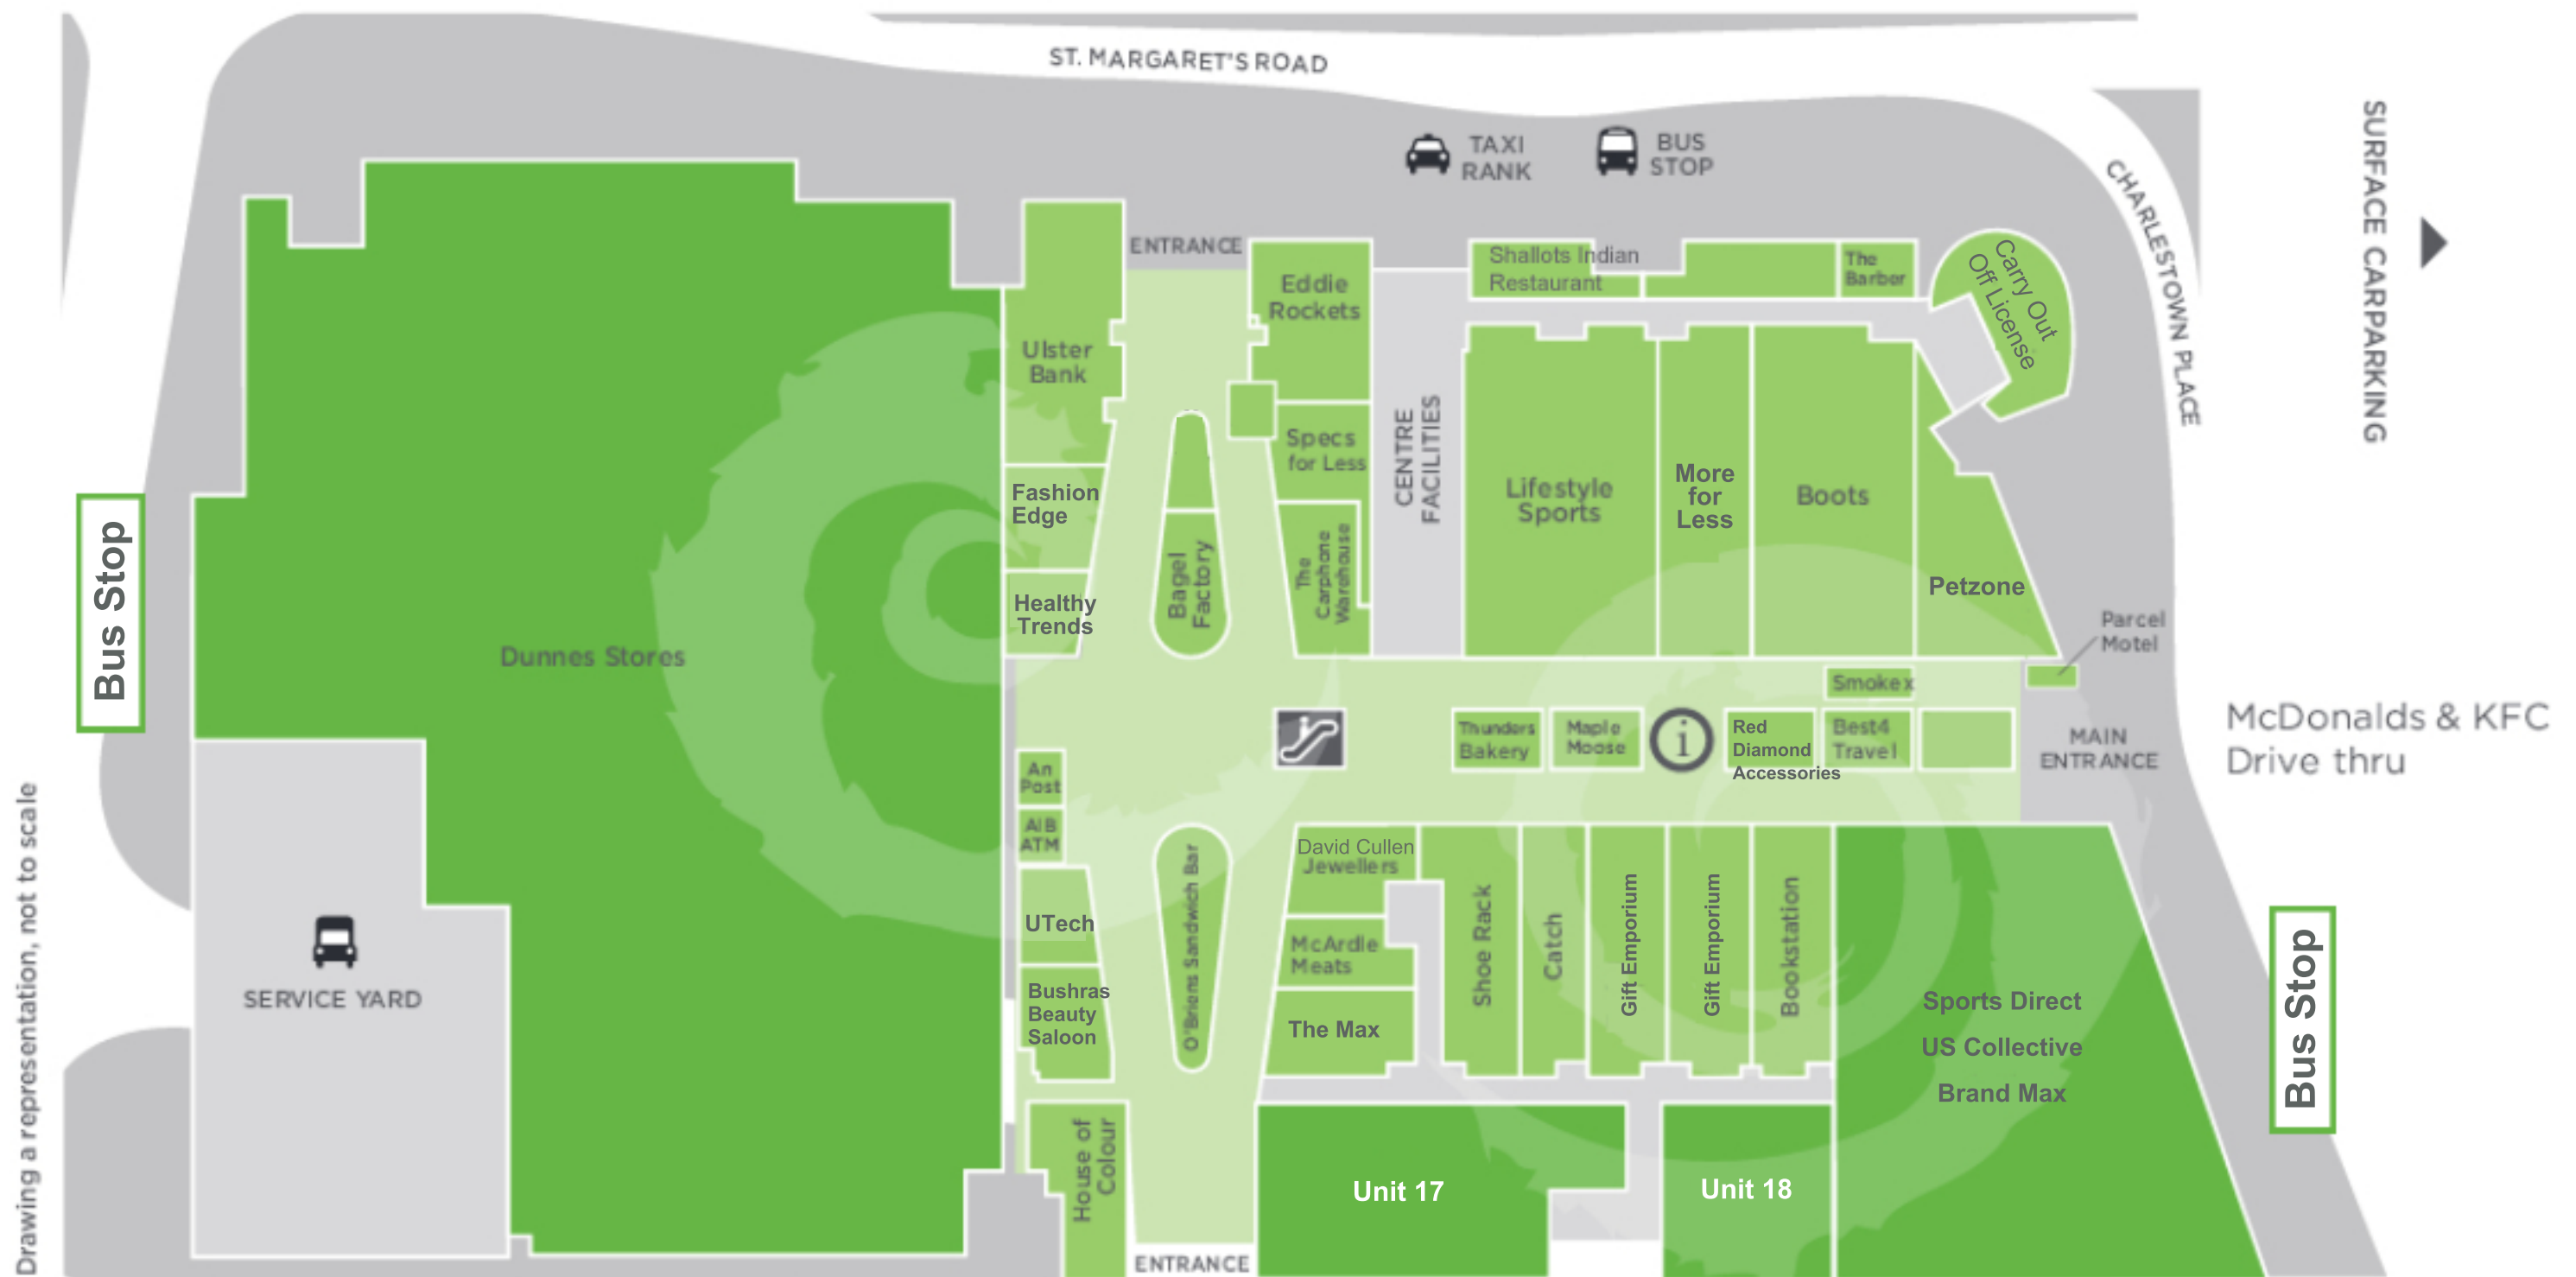 ST. MARGARET'S ROAD
TAXI
RANK
BUS
STOP
CHARLESTOWN PLACE
SURFACE CARPARKING
ENTRANCE
Eddie
Rockets
Shallots Indian
Restaurant
The
Barber
Carry Out
Off License
Ulster
Bank
Specs
for Less
CENTRE
FACILITIES
Lifestyle
Sports
More
for
Less
Boots
Petzone
Fashion
Edge
Healthy
Trends
Bagel
Factory
The
Carphone
Warehouse
Bus Stop
Dunnes Stores
Parcel
Motel
Smokex
Thunders
Bakery
Maple
Moose
i
Red
Diamond
Accessories
Best4
Travel
MAIN
ENTRANCE
McDonalds & KFC
Drive thru
An
Post
AIB
ATM
UTech
Bushras
Beauty
Saloon
O'Briens Sandwich Bar
David Cullen
Jewellers
McArdle
Meats
The Max
Shoe Rack
Catch
Gift Emporium
Gift Emporium
Bookstation
Sports Direct
US Collective
Brand Max
Bus Stop
SERVICE YARD
House of
Colour
Unit 17
Unit 18
ENTRANCE
Drawing a representation, not to scale